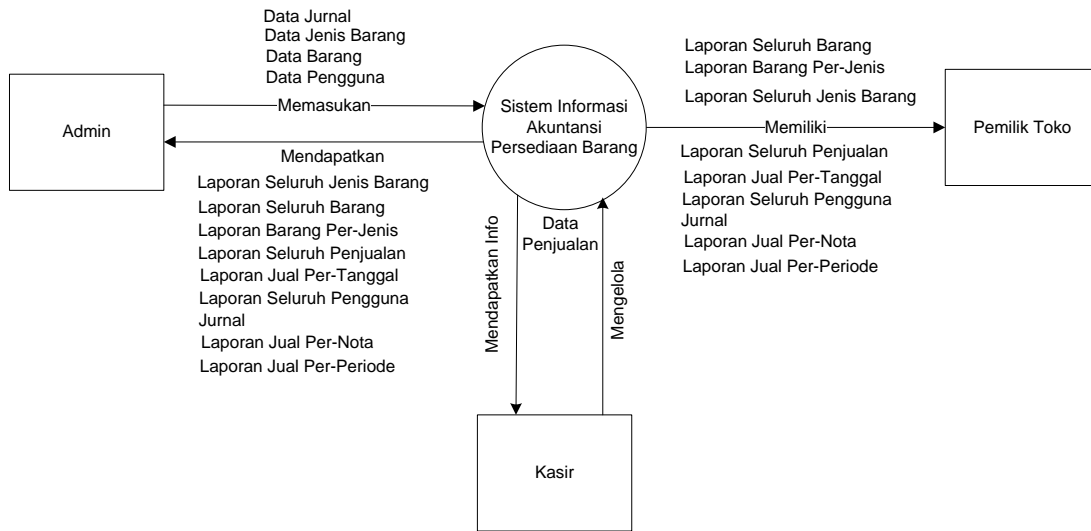 Data Jurnal
Data Jenis Barang
Data Barang
Data Pengguna
Memasukan
Admin
Mendapatkan
Laporan Seluruh Jenis Barang
Laporan Seluruh Barang
Laporan Barang Per-Jenis
Laporan Seluruh Penjualan
Laporan Jual Per-Tanggal
Laporan Seluruh Pengguna
Jurnal
Laporan Jual Per-Nota
Laporan Jual Per-Periode
Sistem Informasi
Akuntansi
Persediaan Barang
Mendapatkan Info
Data
Penjualan
Mengelola
Kasir
Laporan Seluruh Barang
Laporan Barang Per-Jenis
Laporan Seluruh Jenis Barang
Memiliki
Laporan Seluruh Penjualan
Laporan Jual Per-Tanggal
Laporan Seluruh Pengguna
Jurnal
Laporan Jual Per-Nota
Laporan Jual Per-Periode
Pemilik Toko